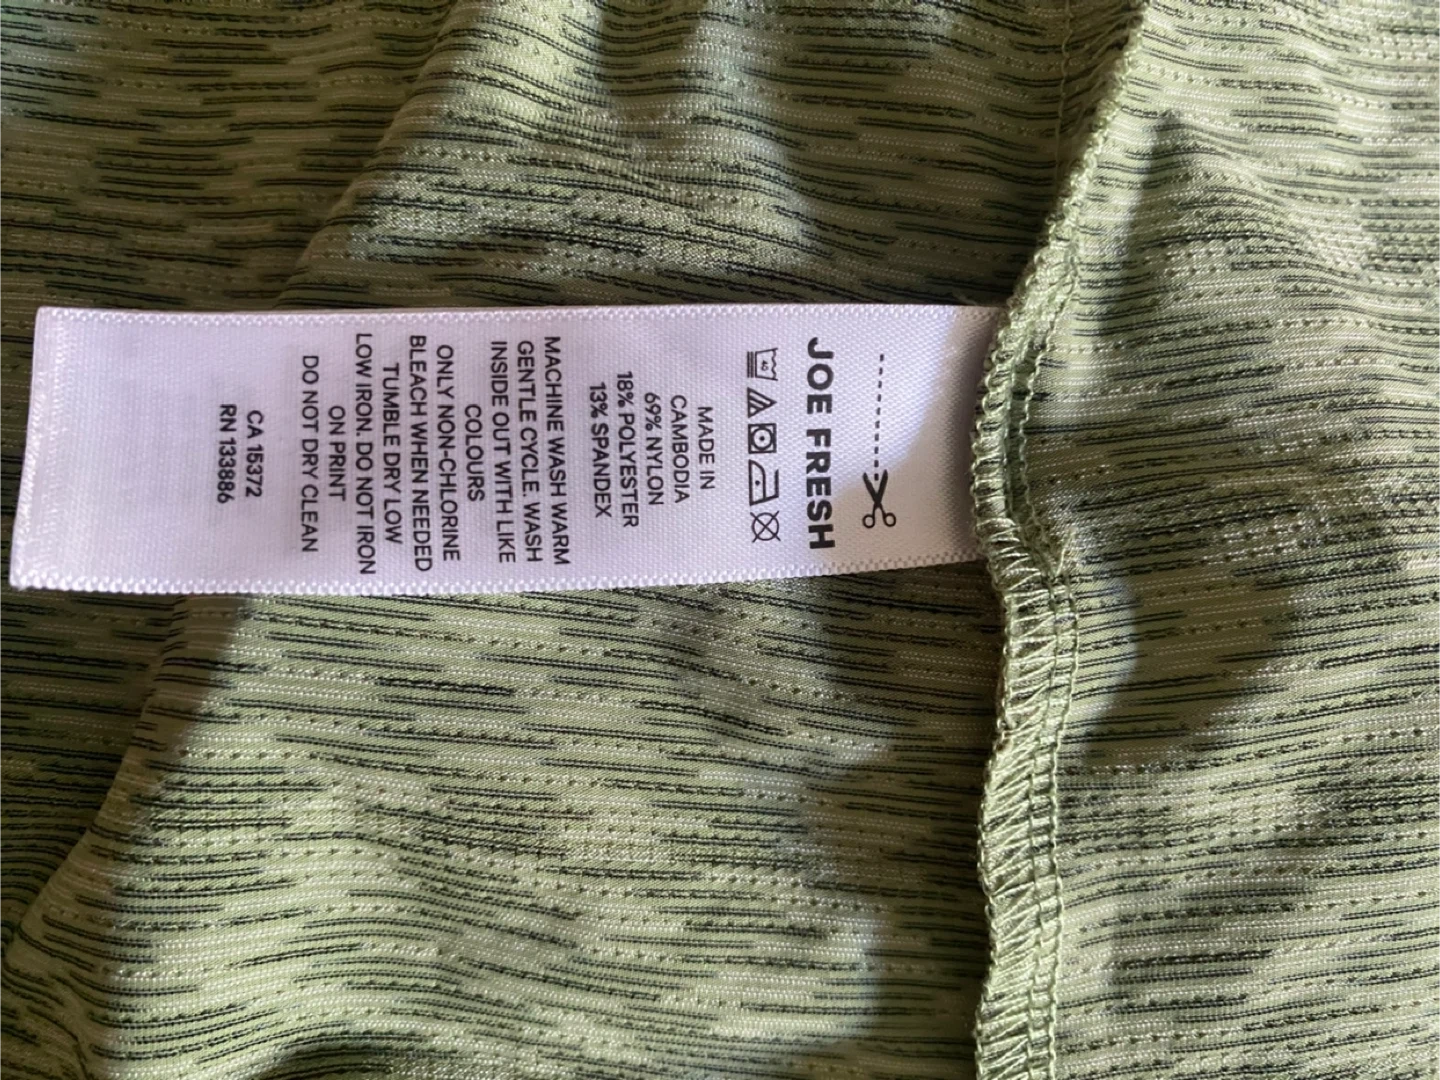 JOE FRESH
40
MADE IN
CAMBODIA
69% NYLON
18% POLYESTER
13% SPANDEX
MACHINE WASH WARM
GENTLE CYCLE. WASH
INSIDE OUT WITH LIKE
COLOURS
ONLY NON-CHLORINE
BLEACH WHEN NEEDED
TUMBLE DRY LOW
LOW IRON. DO NOT IRON
ON PRINT
DO NOT DRY CLEAN
CA 15372
RN 133886